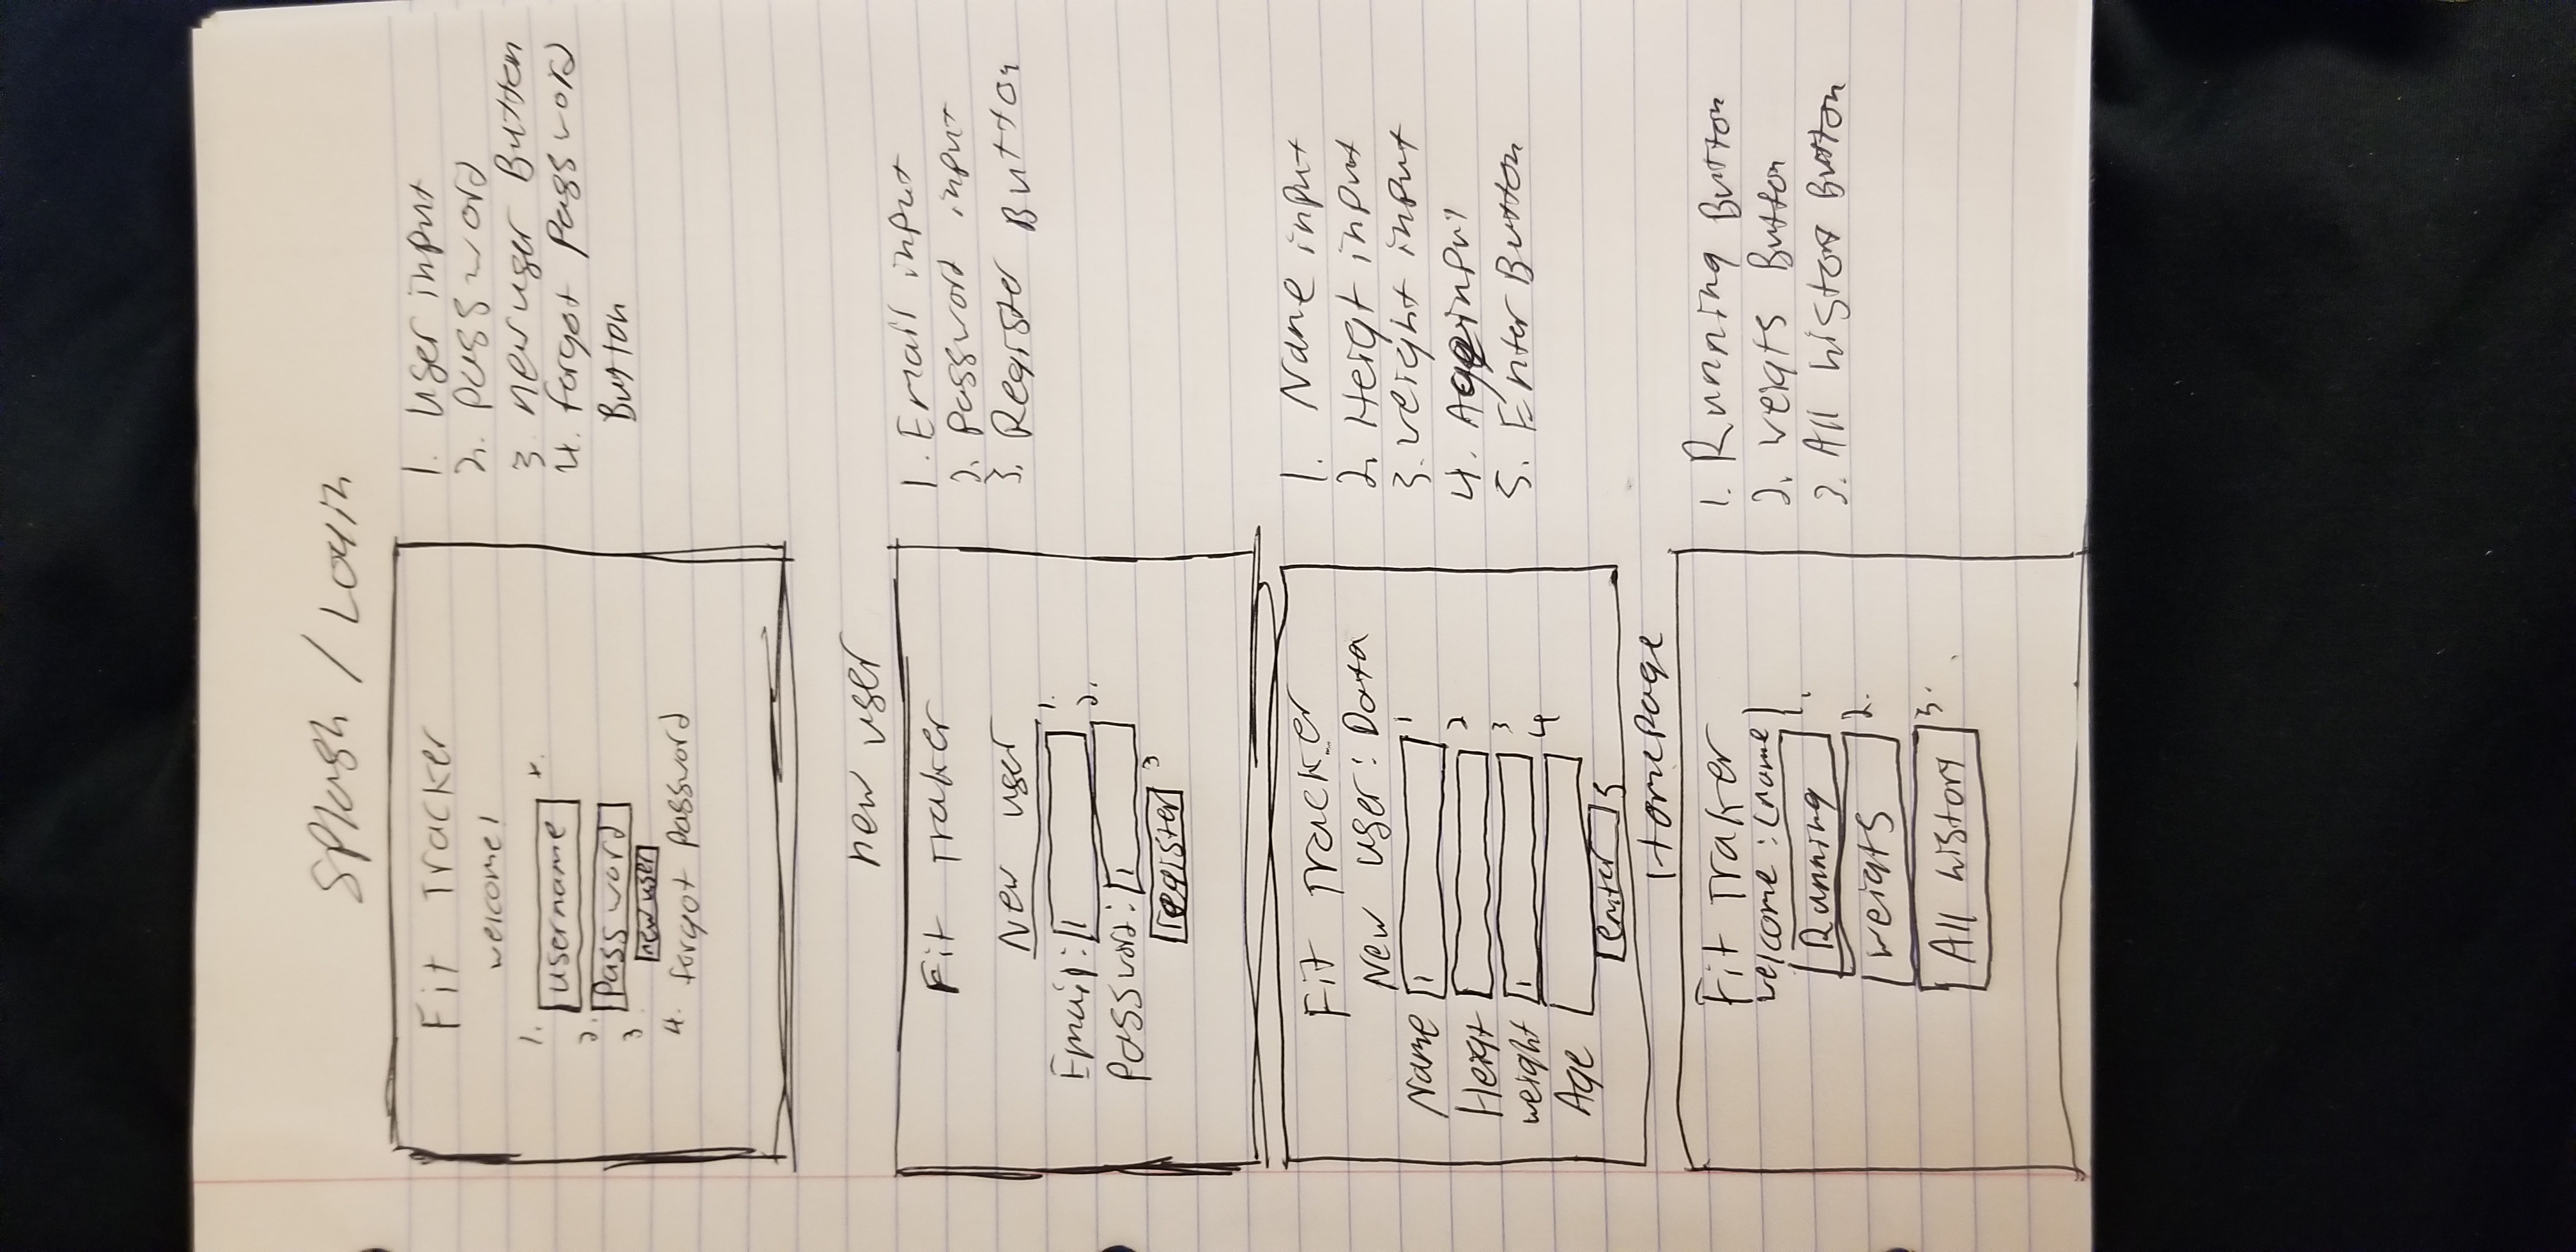 Splash / Login
Fit Tracker
welcome!
1.
username
2.
Password
3
new user
4. forgot password
1. User input
2. password
3 new user Button
4. forgot password
Button
new user
Fit Traker
New user
Email: 1.
Password: 2.
register 3
1. Email input
2. password input
3. Register Button
Fit Tracker
New user: Data
Name 1
Heigt 2
weight 3
Age 4
enter 5
1. Name input
2. Heigt input
3. weight input
4. Age input
5. Enter Button
Homepage
Fit Traker
welcome: (name)
Running 1.
weigts 2.
All history 3.
1. Running Button
2. weigts Button
3. All history Button